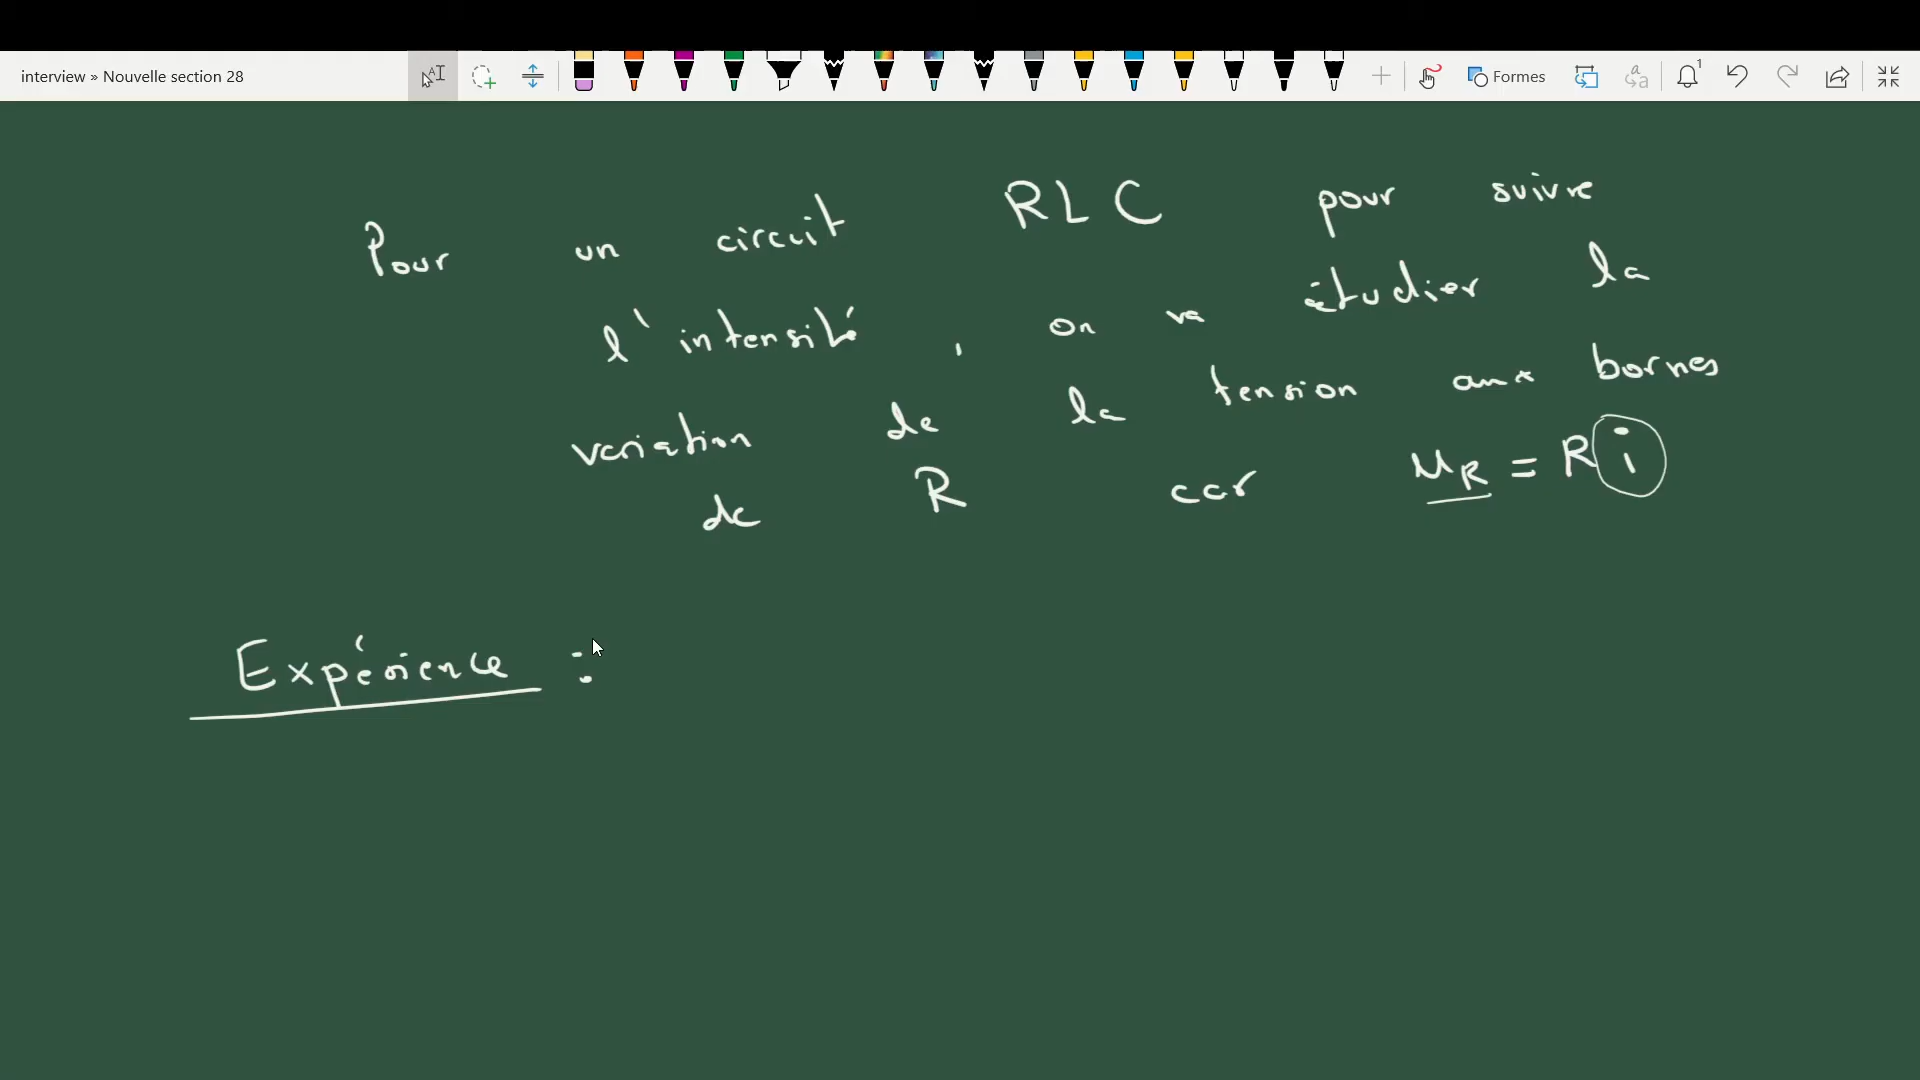 interview » Nouvelle section 28
Formes
1
Pour un circuit RLC pour suivre
l'intensité, on va étudier la
variation de la tension aux bornes
de R car uR = Ri
Expérience :